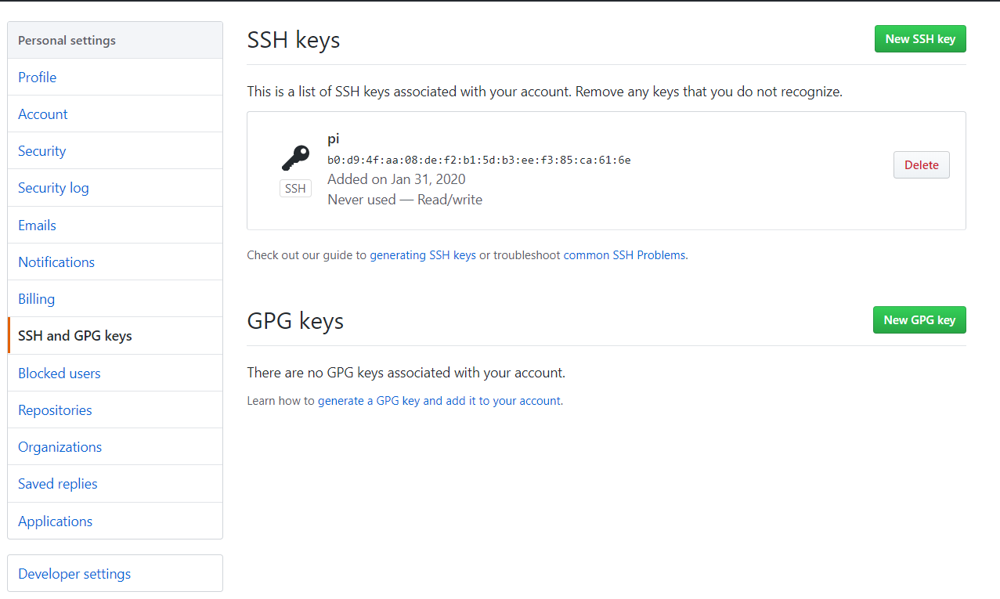 Personal settings
Profile
Account
Security
Security log
Emails
Notifications
Billing
SSH and GPG keys
Blocked users
Repositories
Organizations
Saved replies
Applications
Developer settings
SSH keys
New SSH key
This is a list of SSH keys associated with your account. Remove any keys that you do not recognize.
SSH
pi
b0:d9:4f:aa:08:de:f2:b1:5d:b3:ee:f3:85:ca:61:6e
Added on Jan 31, 2020
Never used — Read/write
Delete
Check out our guide to generating SSH keys or troubleshoot common SSH Problems.
GPG keys
New GPG key
There are no GPG keys associated with your account.
Learn how to generate a GPG key and add it to your account.